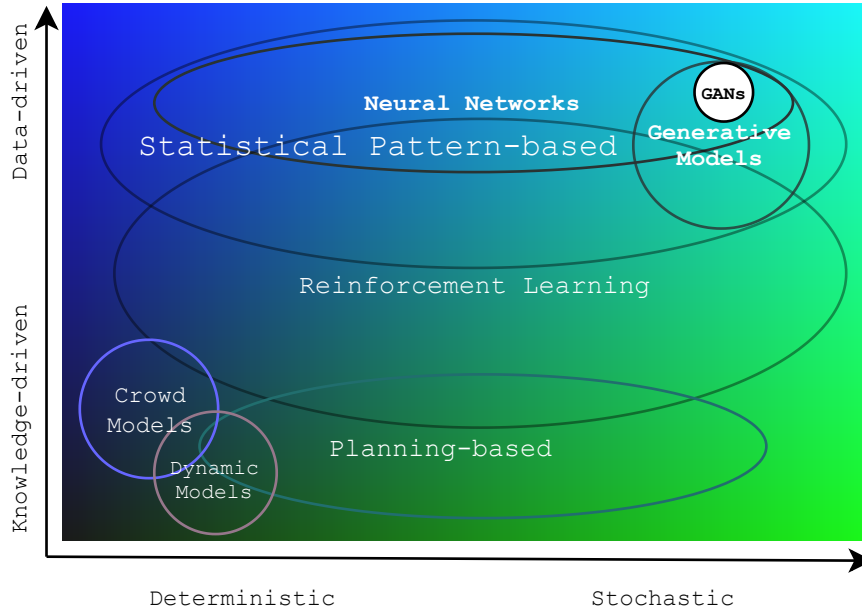 Data-driven
Knowledge-driven
Neural Networks
GANs
Statistical Pattern-based
Generative
Models
Reinforcement Learning
Crowd
Models
Planning-based
Dynamic
Models
Deterministic
Stochastic